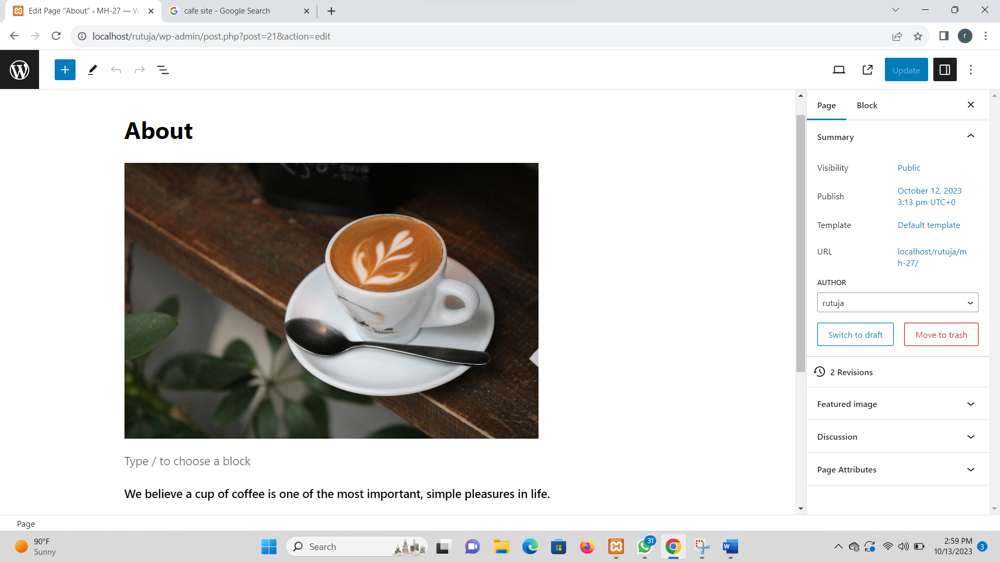 Edit Page “About” ‹ MH-27 — W
cafe site - Google Search
localhost/rutuja/wp-admin/post.php?post=21&action=edit
r
Update
Page
Block
About
Summary
Visibility
Public
Publish
October 12, 2023
3:13 pm UTC+0
Template
Default template
URL
localhost/rutuja/m
h-27/
AUTHOR
rutuja
Switch to draft
Move to trash
2 Revisions
Featured image
Discussion
Page Attributes
Type / to choose a block
We believe a cup of coffee is one of the most important, simple pleasures in life.
Page
90°F
Sunny
Search
31
2:59 PM
10/13/2023
3